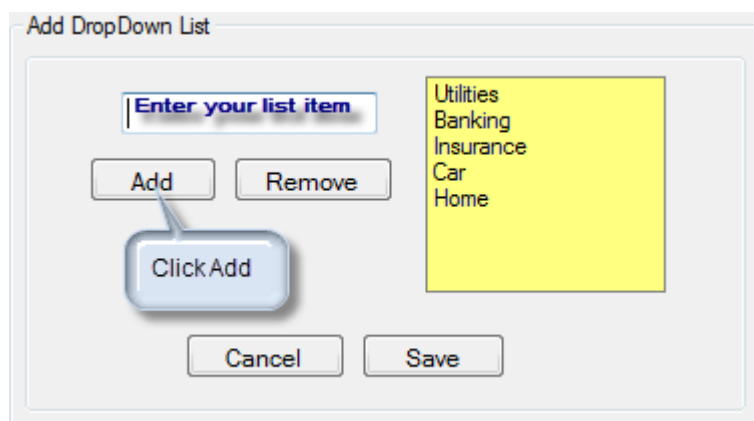 Add DropDown List
Enter your list item
Add
Remove
Click Add
Utilities
Banking
Insurance
Car
Home
Cancel
Save